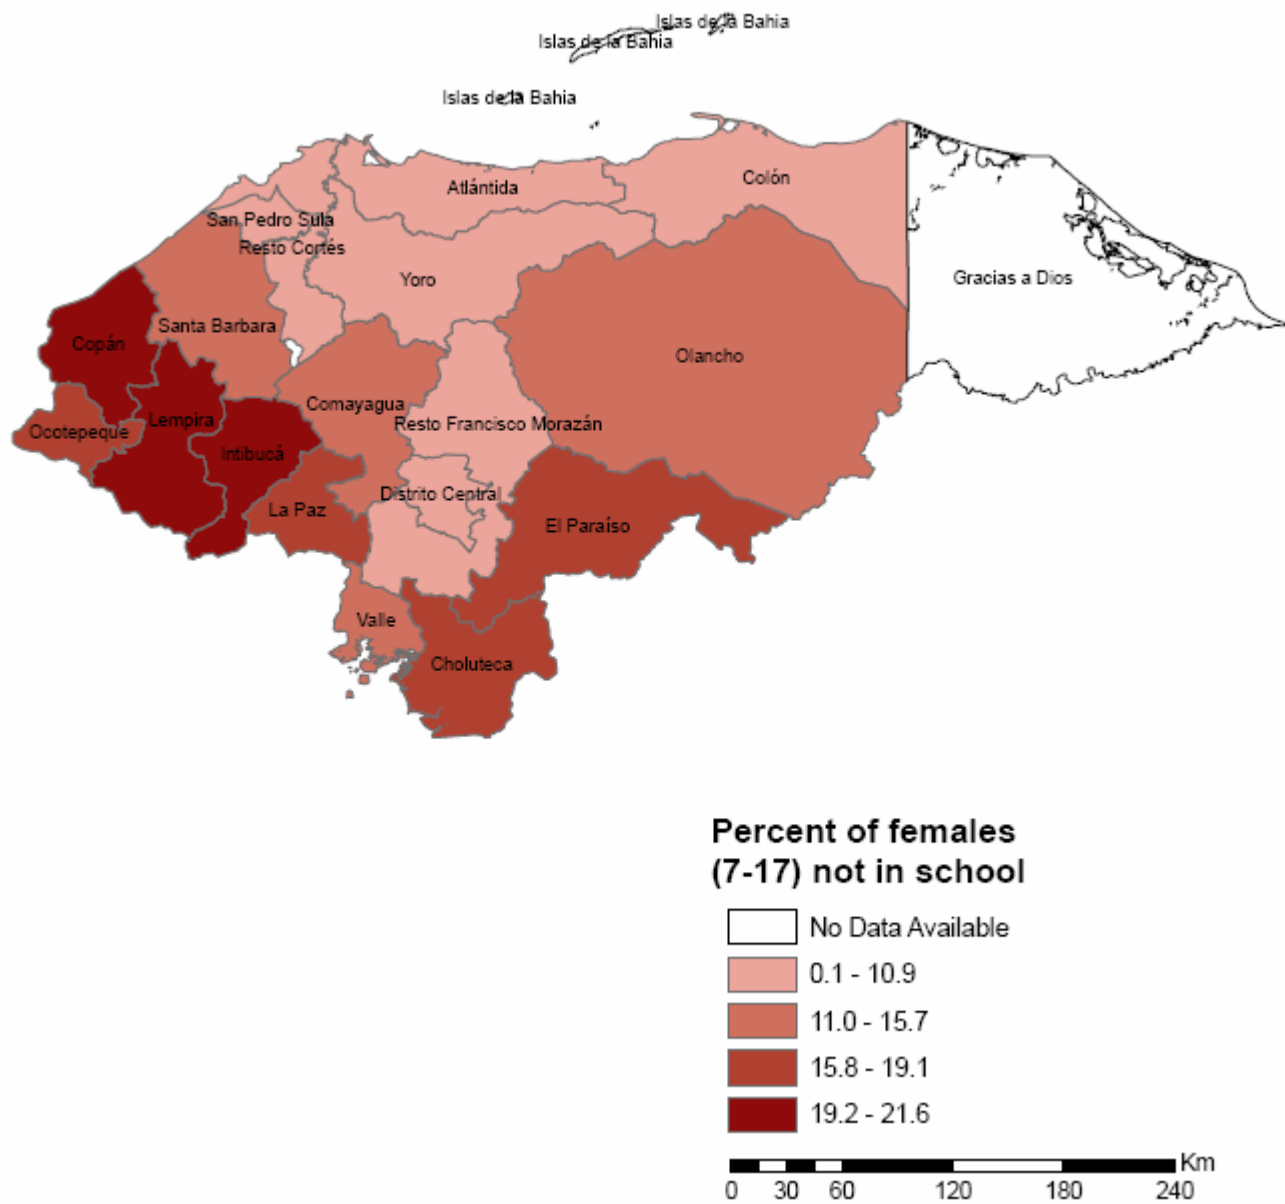 Islas de la Bahia
Islas de la Bahia
Islas de la Bahia
Atlántida
Colón
San Pedro Sula
Resto Cortés
Yoro
Gracias a Dios
Santa Barbara
Copán
Olancho
Comayagua
Lempira
Resto Francisco Morazán
Ocotepeque
Intibucá
Distrito Central
La Paz
El Paraíso
Valle
Choluteca
Percent of females
(7-17) not in school
No Data Available
0.1 - 10.9
11.0 - 15.7
15.8 - 19.1
19.2 - 21.6
Km
0 30 60 120 180 240